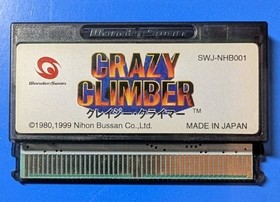 WonderSwan
WonderSwan
SWJ-NHB001
CRAZY
CLIMBER
クレイジー・クライマー
TM
©1980,1999 Nihon Bussan Co.,Ltd.
MADE IN JAPAN